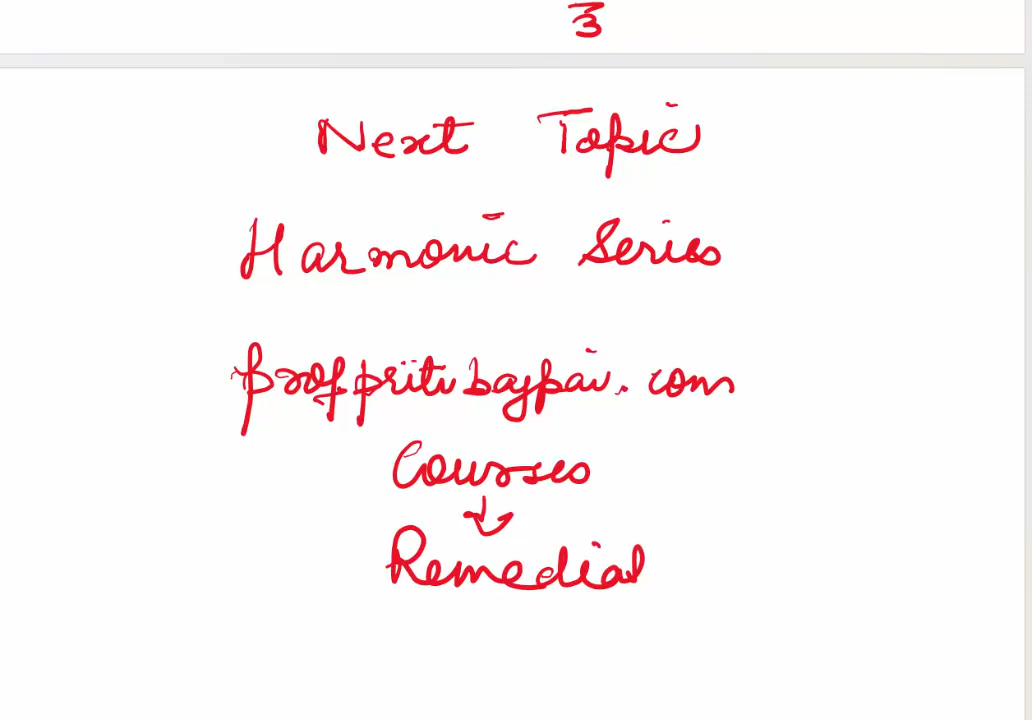 3
Next Topic
Harmonic Series
profpritibajpai.com
Courses
↓
Remedial